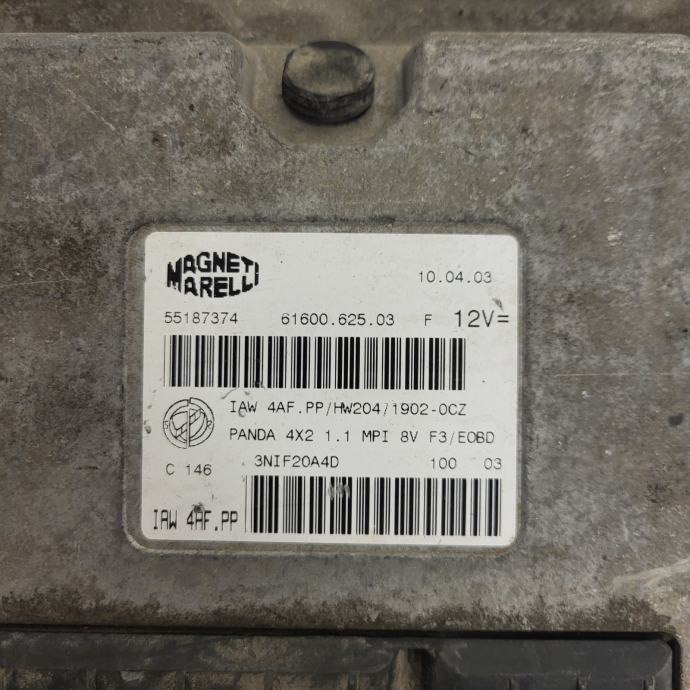 MAGNETI
MARELLI
10.04.03
55187374 61600.625.03 F 12V=
IAW 4AF.PP/HW204/1902-0CZ
PANDA 4X2 1.1 MPI 8V F3/EOBD
C 146 3NIF20A4D 100 03
IAW 4AF.PP